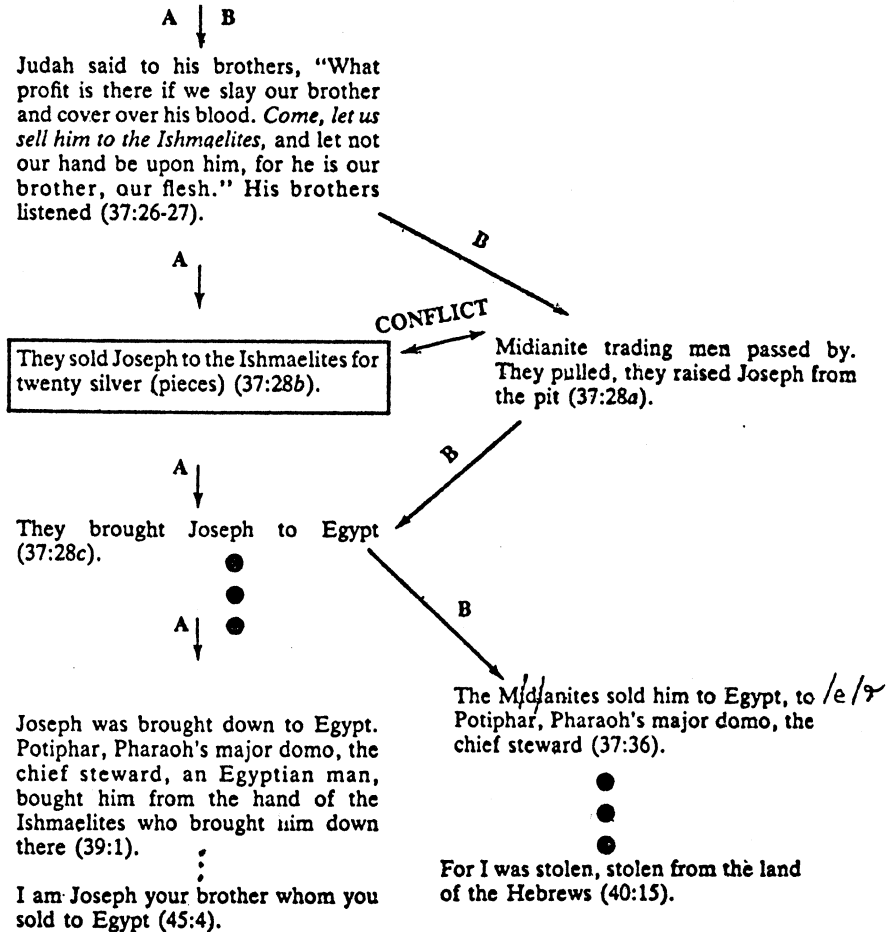 A B
Judah said to his brothers, “What
profit is there if we slay our brother
and cover over his blood. Come, let us
sell him to the Ishmaelites, and let not
our hand be upon him, for he is our
brother, our flesh.” His brothers
listened (37:26-27).
B
A
CONFLICT
They sold Joseph to the Ishmaelites for
twenty silver (pieces) (37:28b).
Midianite trading men passed by.
They pulled, they raised Joseph from
the pit (37:28a).
B
A
They brought Joseph to Egypt
(37:28c).
B
A
The Midianites sold him to Egypt, to /e/
Potiphar, Pharaoh's major domo, the
chief steward (37:36).
Joseph was brought down to Egypt.
Potiphar, Pharaoh's major domo, the
chief steward, an Egyptian man,
bought him from the hand of the
Ishmaelites who brought him down
there (39:1).
For I was stolen, stolen from the land
of the Hebrews (40:15).
I am Joseph your brother whom you
sold to Egypt (45:4).